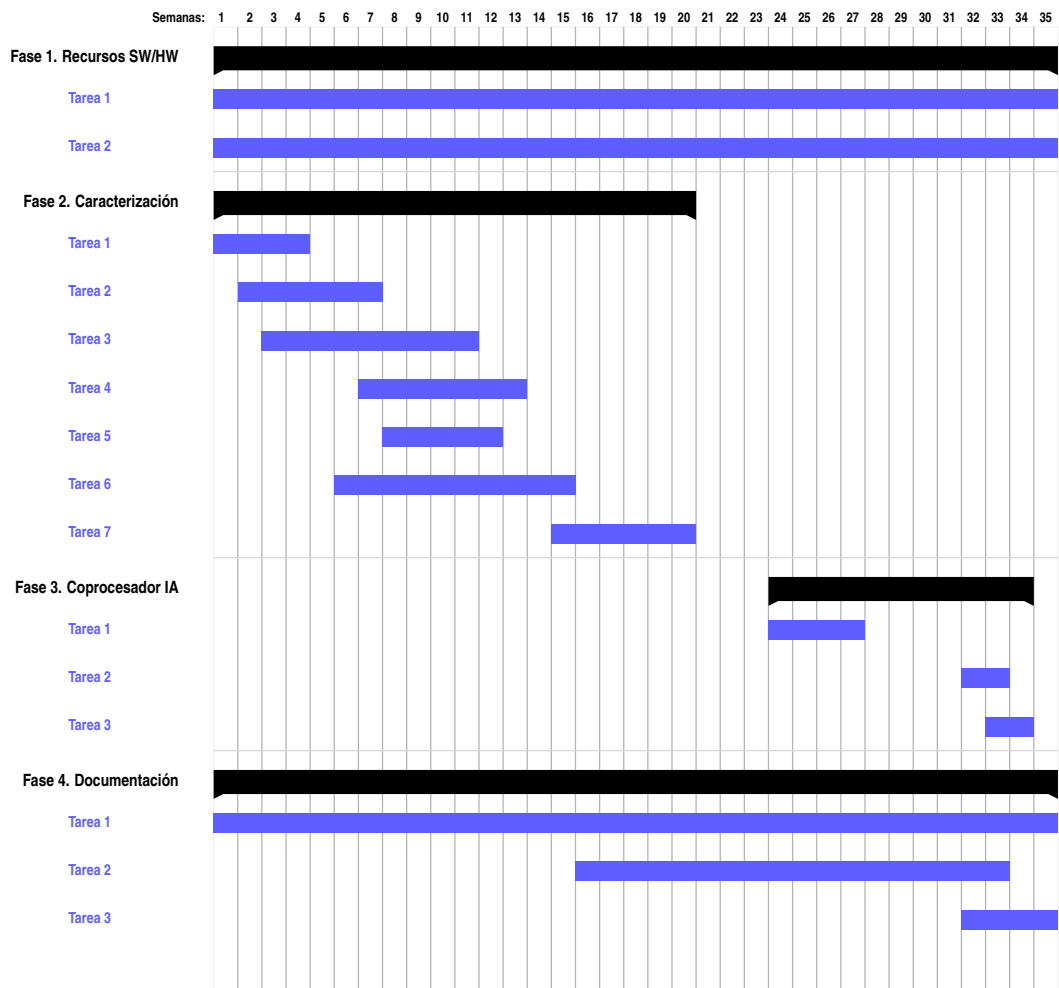 Semanas: 1 2 3 4 5 6 7 8 9 10 11 12 13 14 15 16 17 18 19 20 21 22 23 24 25 26 27 28 29 30 31 32 33 34 35
Fase 1. Recursos SW/HW
Tarea 1
Tarea 2
Fase 2. Caracterización
Tarea 1
Tarea 2
Tarea 3
Tarea 4
Tarea 5
Tarea 6
Tarea 7
Fase 3. Coprocesador IA
Tarea 1
Tarea 2
Tarea 3
Fase 4. Documentación
Tarea 1
Tarea 2
Tarea 3